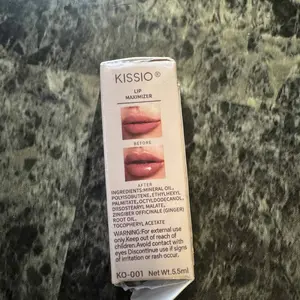 KISSIO®
LIP
MAXIMIZER
BEFORE
AFTER
INGREDIENTS:MINERAL OIL,
POLYISOBUTENE, ETHYLHEXYL
PALMITATE, OCTYLDODECANOL,
DIISOSTEARYL MALATE,
ZINGIBER OFFICINALE (GINGER)
ROOT OIL,
TOCOPHERYL ACETATE
WARNING:For external use
only.Keep out of reach of
children.Avoid contact with
eyes.Discontinue use if signs
of irritation or rash occur.
KO-001 Net Wt. 5.5ml